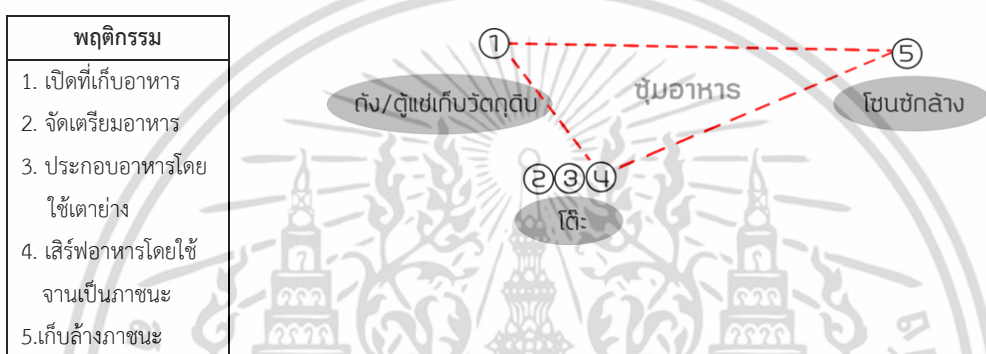 พฤติกรรม
1. เปิดที่เก็บอาหาร
2. จัดเตรียมอาหาร
3. ประกอบอาหารโดย
ใช้เตาย่าง
4. เสิร์ฟอาหารโดยใช้
จานเป็นภาชนะ
5.เก็บล้างภาชนะ
๑
๕
ซุ้มอาหาร
ถัง/ตู้แช่เก็บวัตถุดิบ
โซนซักล้าง
๒๓๔
โต๊ะ